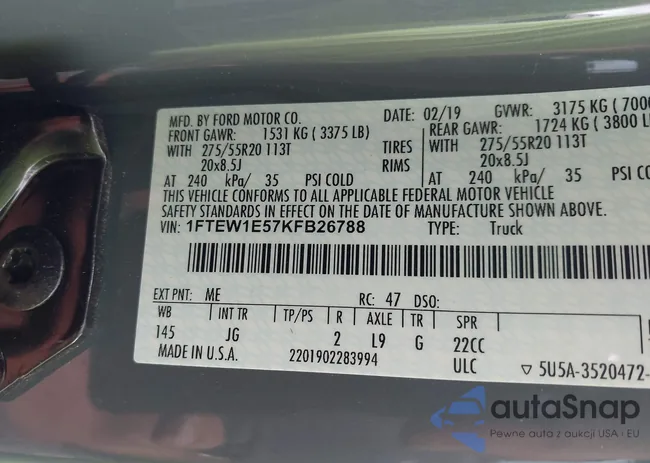 MFD. BY FORD MOTOR CO. DATE: 02/19 GVWR: 3175 KG (7000
FRONT GAWR: 1531 KG (3375 LB) REAR GAWR: 1724 KG (3800 LB
WITH 275/55R20 113T TIRES WITH 275/55R20 113T
20x8.5J RIMS 20x8.5J
AT 240 kPa/ 35 PSI COLD AT 240 kPa/ 35 PSI COLD
THIS VEHICLE CONFORMS TO ALL APPLICABLE FEDERAL MOTOR VEHICLE
SAFETY STANDARDS IN EFFECT ON THE DATE OF MANUFACTURE SHOWN ABOVE.
VIN: 1FTEW1E57KFB26788 TYPE: Truck
EXT PNT: ME RC: 47 DSO:
WB INT TR TP/PS R AXLE TR SPR
145 JG 2 L9 G 22CC
MADE IN U.S.A. 2201902283994 ULC ▽ 5U5A-3520472-
autaSnap
Pewne auta z aukcji USA i EU